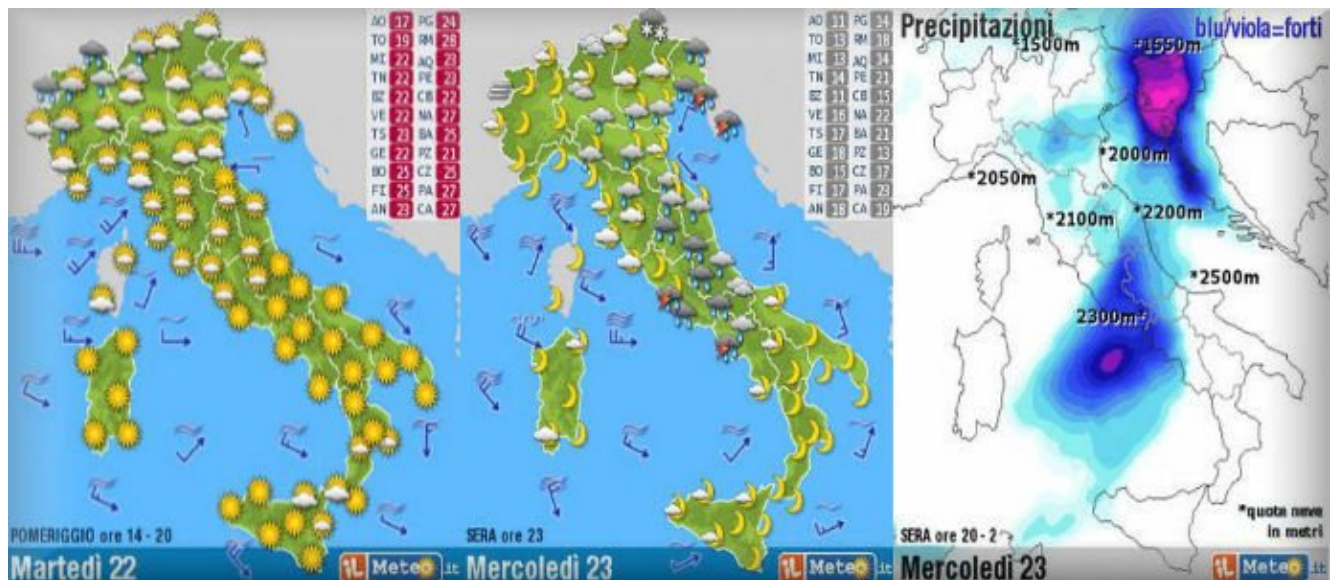 AO 17 PG 24
TO 19 RM 28
MI 22 AQ 23
TN 22 PE 23
BZ 22 CB 22
VE 22 NA 27
TS 23 BA 25
GE 22 PZ 21
BO 25 CZ 25
FI 25 PA 27
AN 23 CA 27
POMERIGGIO ore 14 - 20
Martedì 22
iL Meteo.it
AO 11 PG 14
TO 13 RM 18
MI 13 AQ 14
TN 14 PE 21
BZ 11 CB 15
VE 16 NA 22
TS 17 BA 21
GE 18 PZ 13
BO 15 CZ 17
FI 17 PA 23
AN 18 CA 19
SERA ore 23
Mercoledì 23
iL Meteo.it
Precipitazioni
blu/viola=forti
*1500m
*1550m
*2000m
*2050m
*2100m
*2200m
*2500m
2300m*
*quota neve
in metri
SERA ore 20 - 2
Mercoledì 23
iL Meteo.it